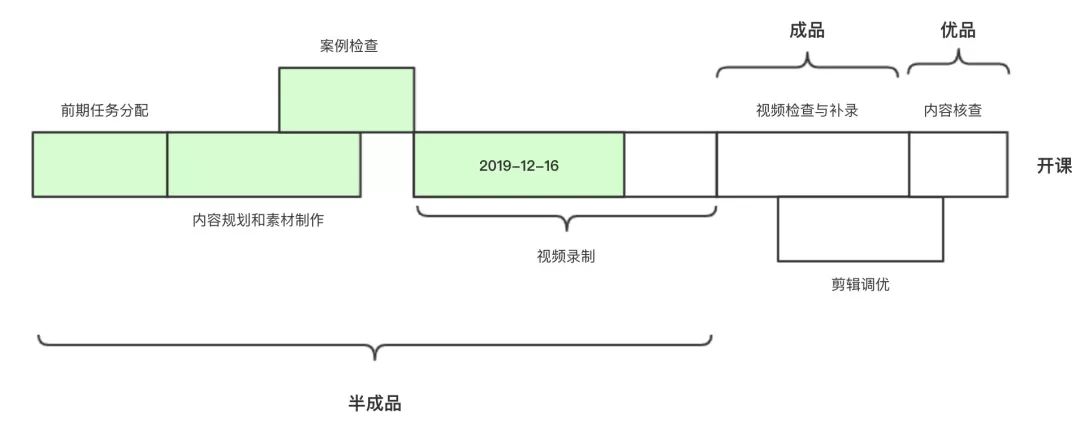 成品
优品
案例检查
前期任务分配
视频检查与补录
内容核查
2019-12-16
开课
内容规划和素材制作
视频录制
剪辑调优
半成品